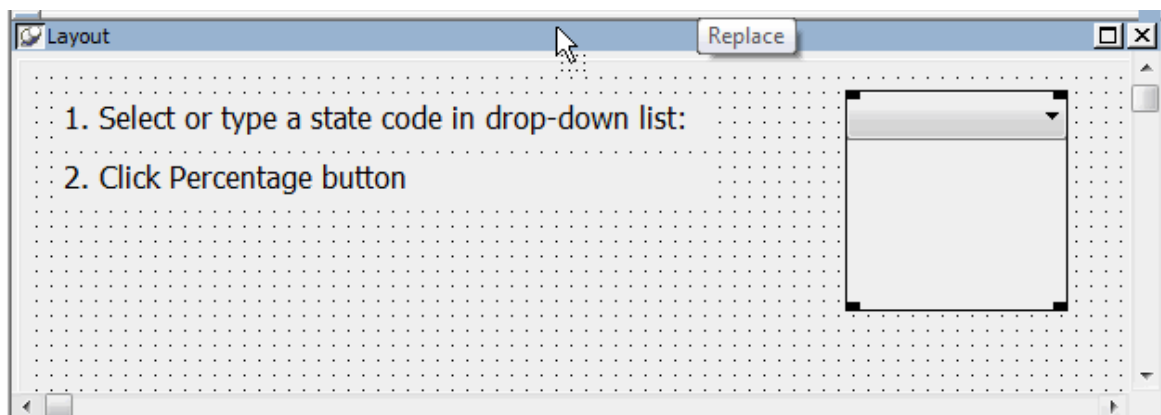 Layout
Replace
1. Select or type a state code in drop-down list:
2. Click Percentage button